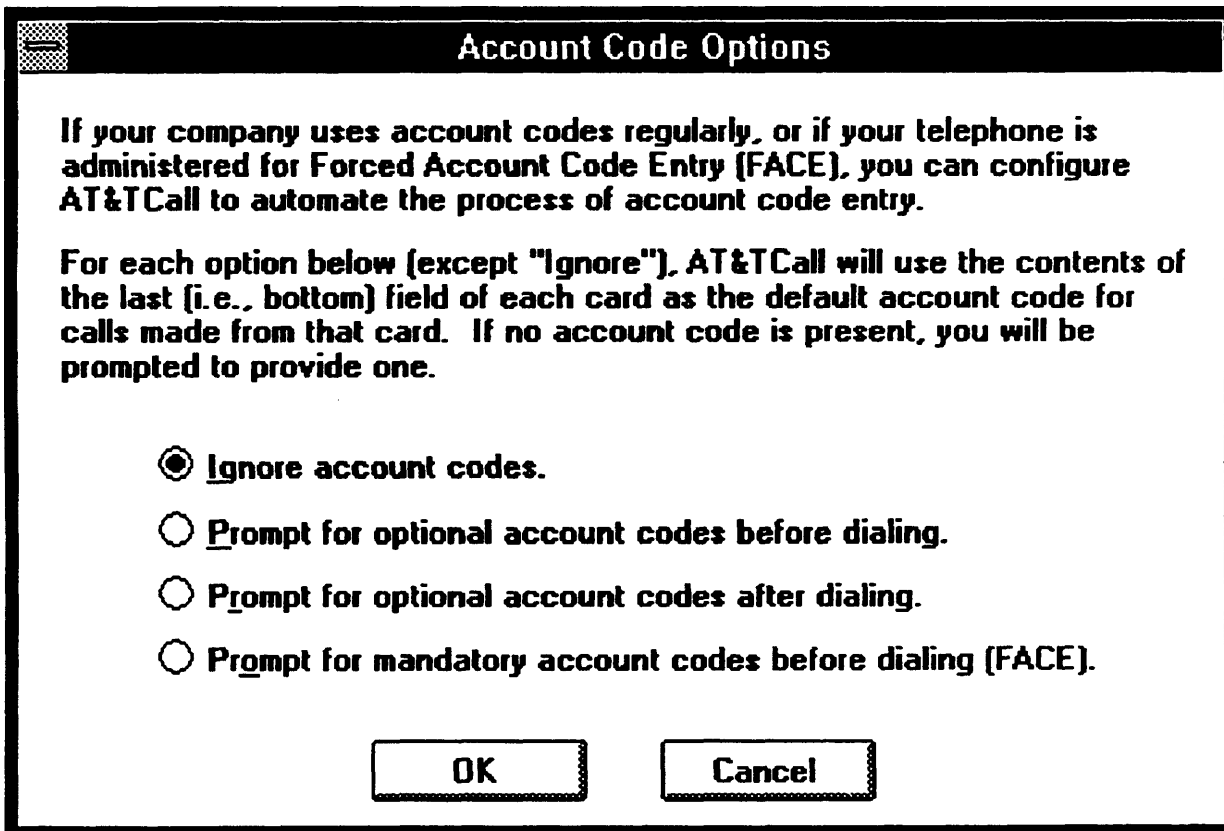 Account Code Options
If your company uses account codes regularly, or if your telephone is
administered for Forced Account Code Entry (FACE), you can configure
AT&TCall to automate the process of account code entry.
For each option below (except "Ignore"), AT&TCall will use the contents of
the last (i.e., bottom) field of each card as the default account code for
calls made from that card.  If no account code is present, you will be
prompted to provide one.
Ignore account codes.
Prompt for optional account codes before dialing.
Prompt for optional account codes after dialing.
Prompt for mandatory account codes before dialing (FACE).
OK Cancel